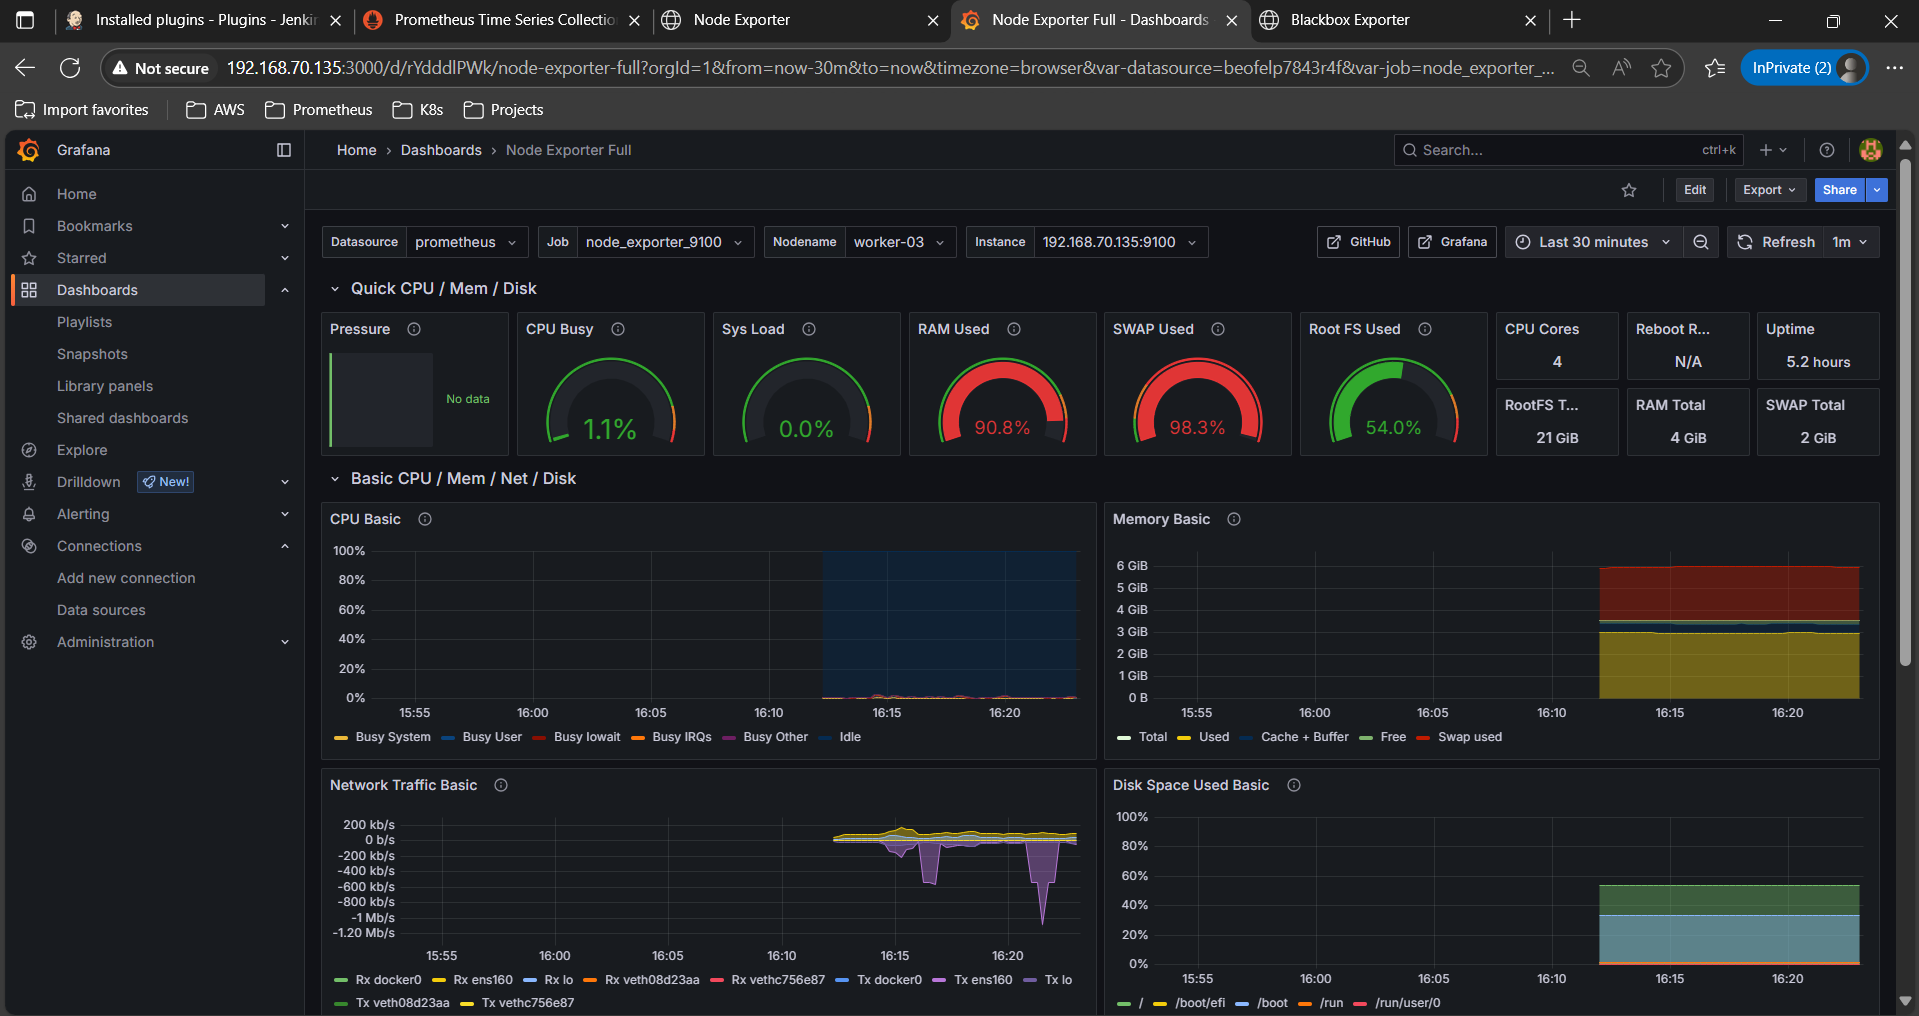 Installed plugins - Plugins - Jenki
Prometheus Time Series Collectio
Node Exporter
Node Exporter Full - Dashboards
Blackbox Exporter
Not secure
192.168.70.135:3000/d/rYdddlPWk/node-exporter-full?orgId=1&from=now-30m&to=now&timezone=browser&var-datasource=beofelp7843r4f&var-job=node_exporter_...
InPrivate (2)
Import favorites
AWS
Prometheus
K8s
Projects
Grafana
Home › Dashboards › Node Exporter Full
Search...
ctrl+k
Edit
Export
Share
Home
Bookmarks
Starred
Dashboards
Playlists
Snapshots
Library panels
Shared dashboards
Explore
Drilldown New!
Alerting
Connections
Add new connection
Data sources
Administration
Datasource prometheus
Job node_exporter_9100
Nodename worker-03
Instance 192.168.70.135:9100
GitHub
Grafana
Last 30 minutes
Refresh 1m
Quick CPU / Mem / Disk
Pressure
No data
CPU Busy
1.1%
Sys Load
0.0%
RAM Used
90.8%
SWAP Used
98.3%
Root FS Used
54.0%
CPU Cores
4
Reboot R...
N/A
Uptime
5.2 hours
RootFS T...
21 GiB
RAM Total
4 GiB
SWAP Total
2 GiB
Basic CPU / Mem / Net / Disk
CPU Basic
100%
80%
60%
40%
20%
0%
15:55 16:00 16:05 16:10 16:15 16:20
Busy System Busy User Busy Iowait Busy IRQs Busy Other Idle
Memory Basic
6 GiB
5 GiB
4 GiB
3 GiB
2 GiB
1 GiB
0 B
15:55 16:00 16:05 16:10 16:15 16:20
Total Used Cache + Buffer Free Swap used
Network Traffic Basic
200 kb/s
0 b/s
-200 kb/s
-400 kb/s
-600 kb/s
-800 kb/s
-1 Mb/s
-1.20 Mb/s
15:55 16:00 16:05 16:10 16:15 16:20
Rx docker0 Rx ens160 Rx lo Rx veth08d23aa Rx vethc756e87 Tx docker0 Tx ens160 Tx lo
Tx veth08d23aa Tx vethc756e87
Disk Space Used Basic
100%
80%
60%
40%
20%
0%
15:55 16:00 16:05 16:10 16:15 16:20
/ /boot/efi /boot /run /run/user/0